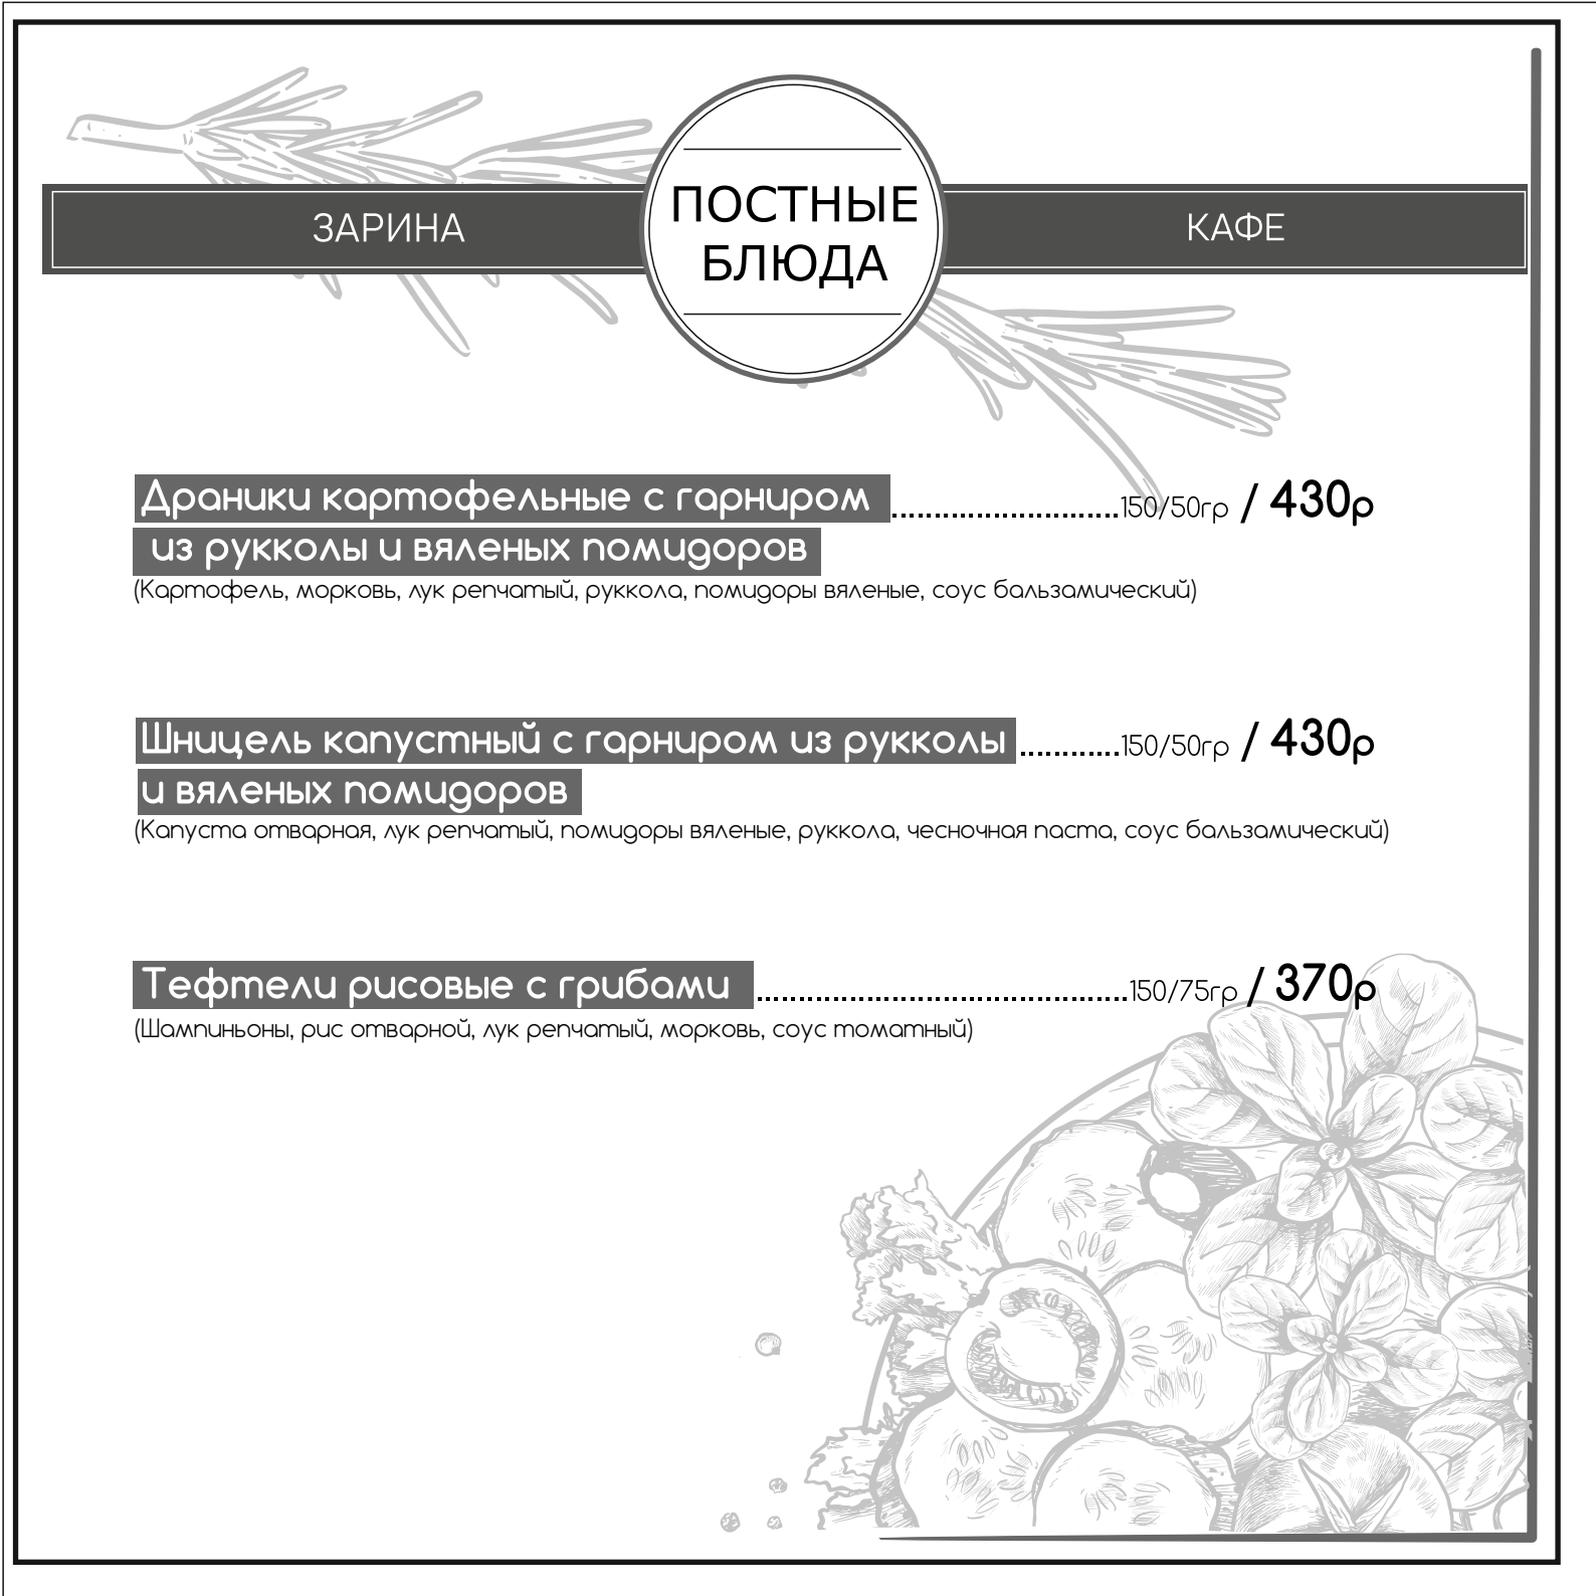 ЗАРИНА
ПОСТНЫЕ
БЛЮДА
КАФЕ
Драники картофельные с гарниром ..........................150/50гр / 430р
из рукколы и вяленых помидоров
(Картофель, морковь, лук репчатый, руккола, помидоры вяленые, соус бальзамический)
Шницель капустный с гарниром из рукколы ............150/50гр / 430р
и вяленых помидоров
(Капуста отварная, лук репчатый, помидоры вяленые, руккола, чесночная паста, соус бальзамический)
Тефтели рисовые с грибами ..........................................150/75гр / 370р
(Шампиньоны, рис отварной, лук репчатый, морковь, соус томатный)